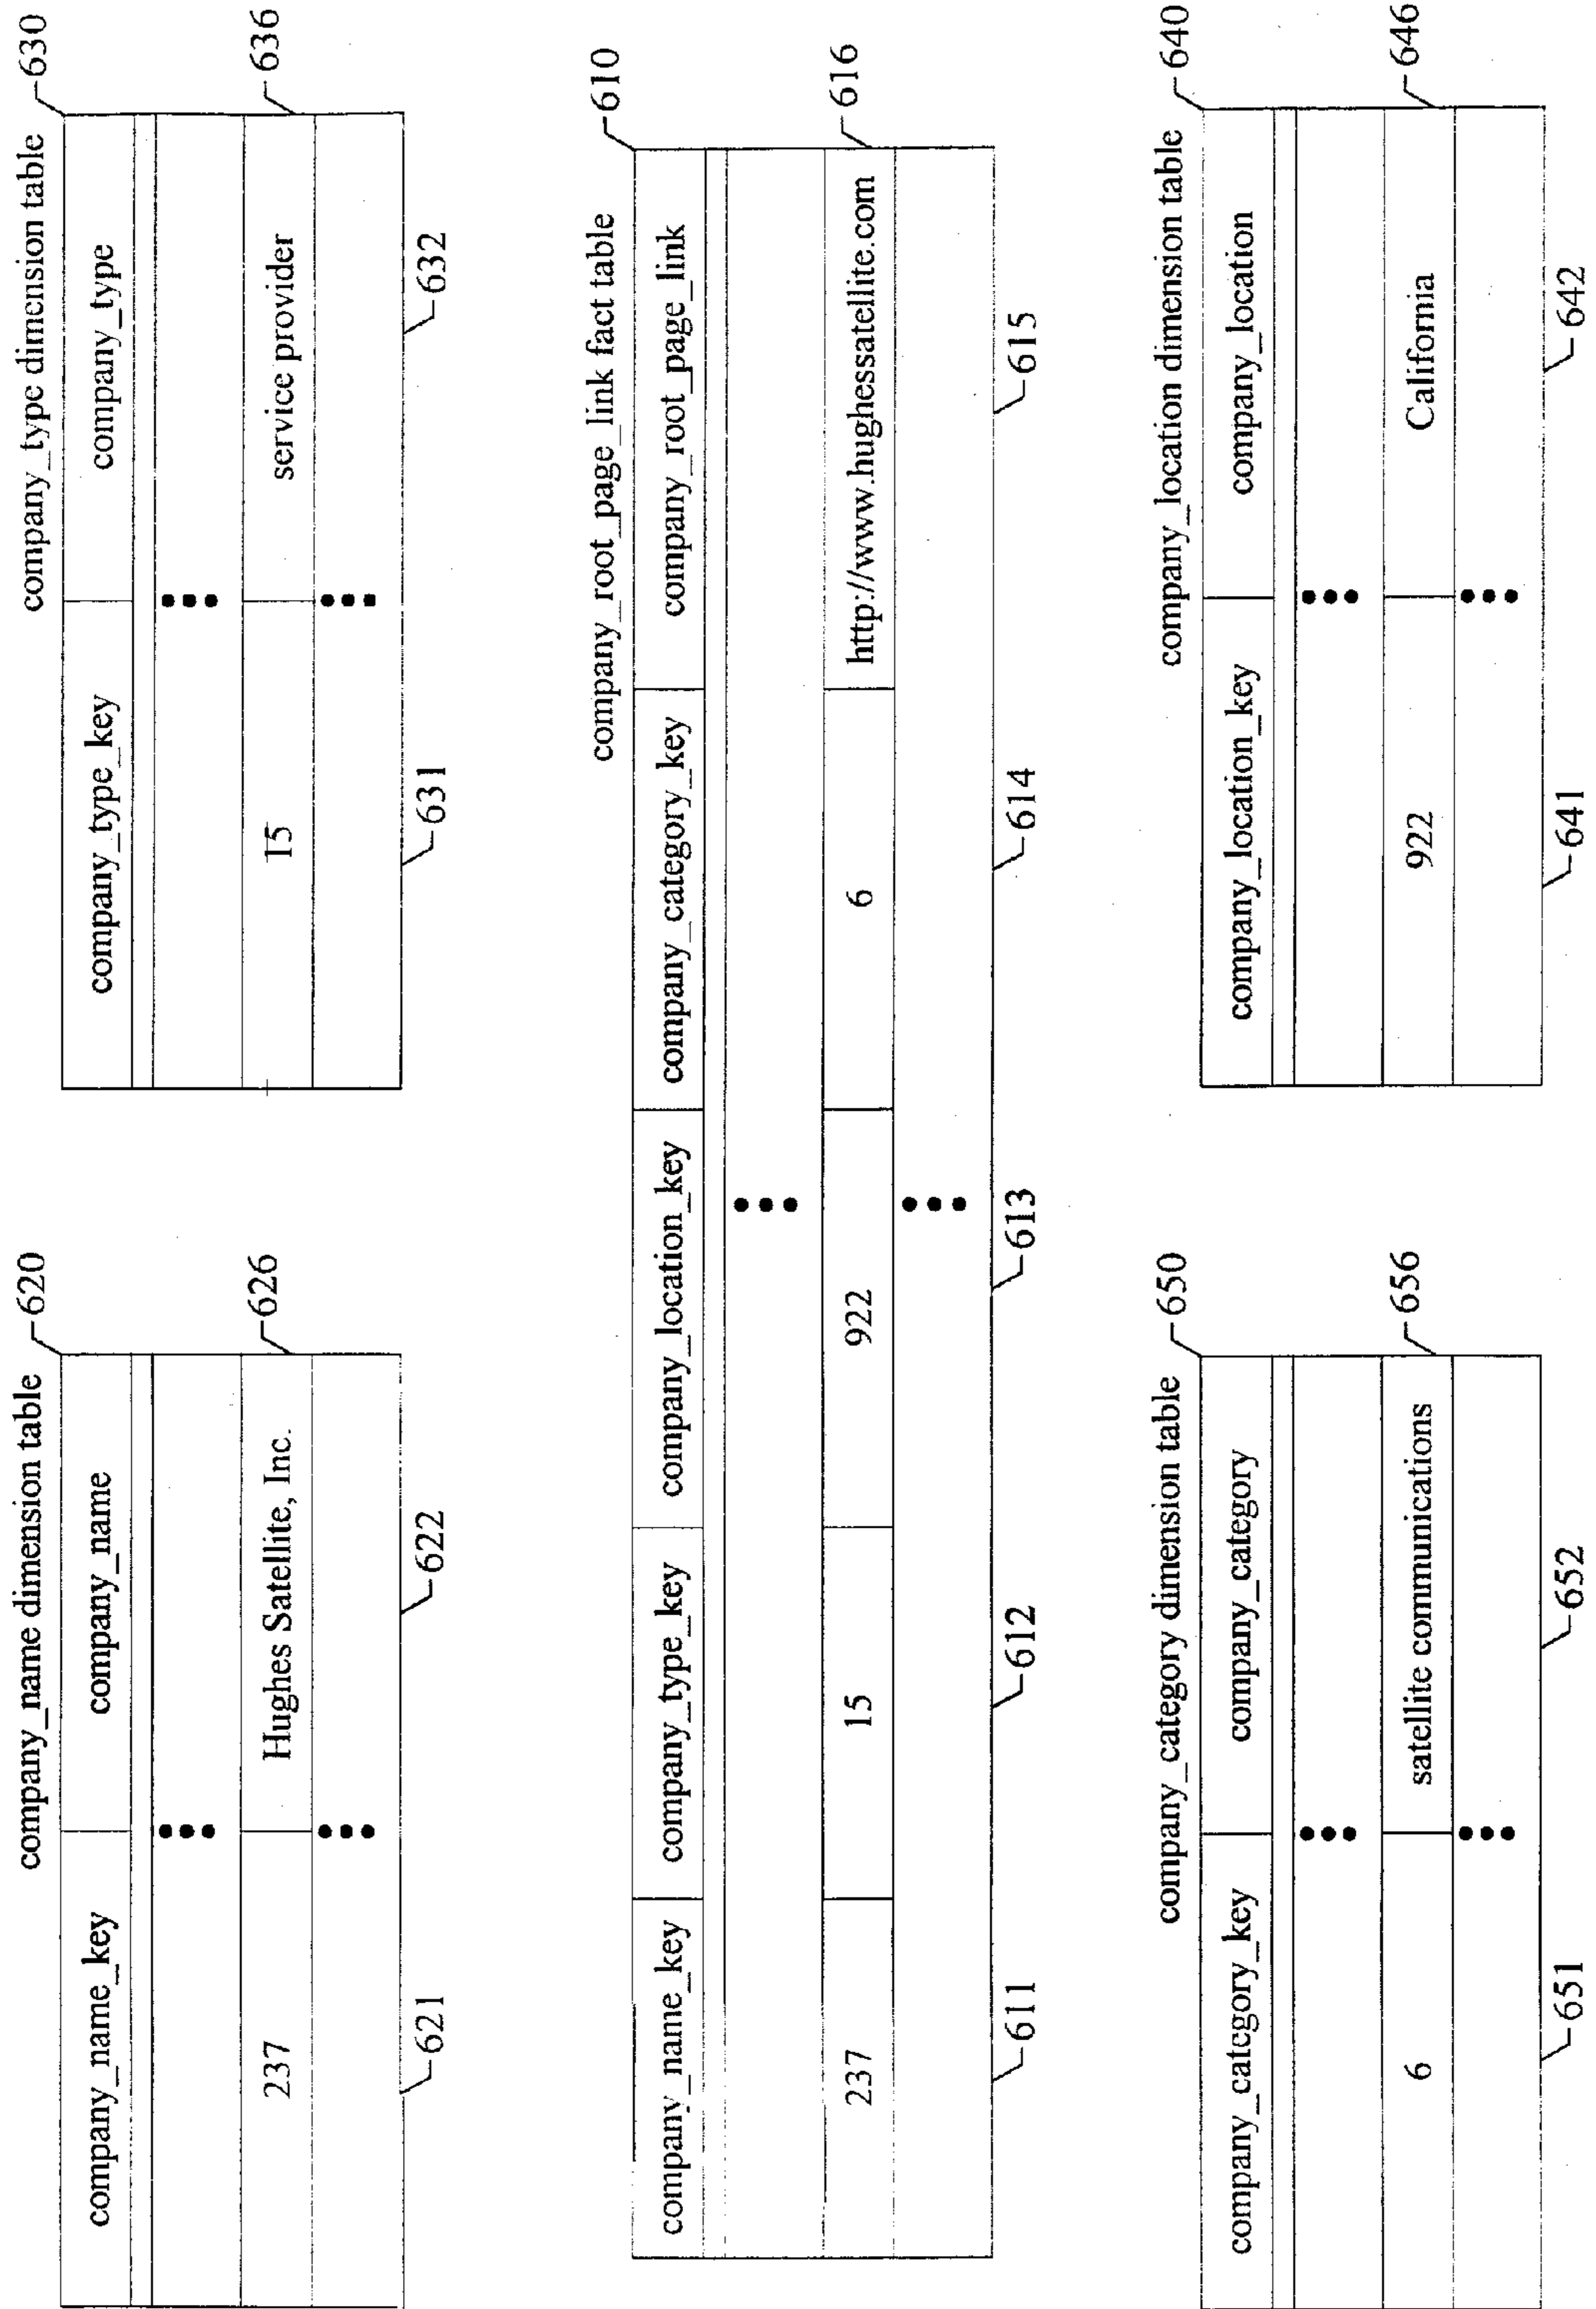 company_name dimension table
620
company_name_key company_name
237 Hughes Satellite, Inc.
626
621 622
company_type dimension table
630
company_type_key company_type
15 service provider
636
631 632
company_root_page_link fact table
610
company_name_key company_type_key company_location_key company_category_key company_root_page_link
237 15 922 6 http://www.hughessatellite.com
616
611 612 613 614 615
company_category dimension table
650
company_category_key company_category
6 satellite communications
656
651 652
company_location dimension table
640
company_location_key company_location
922 California
646
641 642